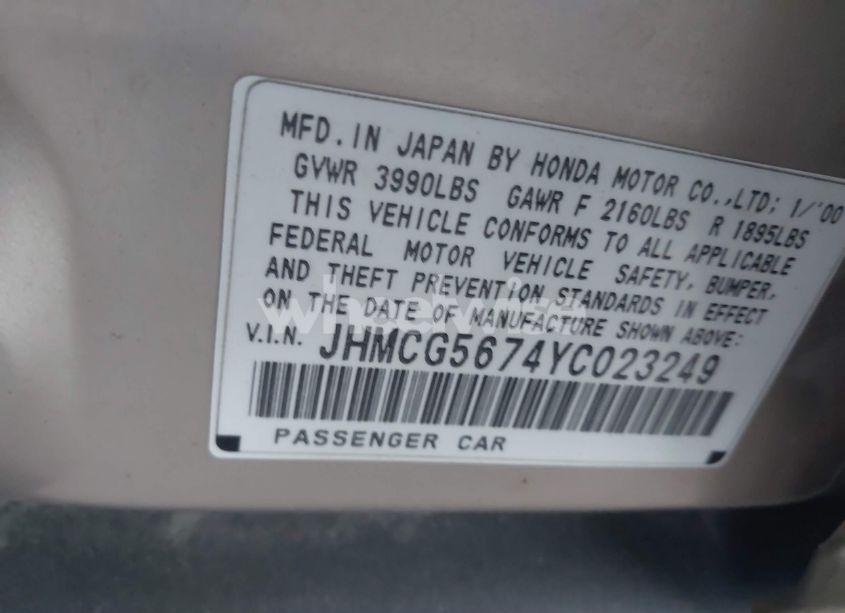 MFD. IN JAPAN BY HONDA MOTOR CO., LTD; 1/'00
GVWR 3990LBS GAWR F 2160LBS R 1895LBS
THIS VEHICLE CONFORMS TO ALL APPLICABLE
FEDERAL MOTOR VEHICLE SAFETY, BUMPER,
AND THEFT PREVENTION STANDARDS IN EFFECT
ON THE DATE OF MANUFACTURE SHOWN ABOVE:
V.I.N. JHMCG5674YC023249
PASSENGER CAR
wheelwise